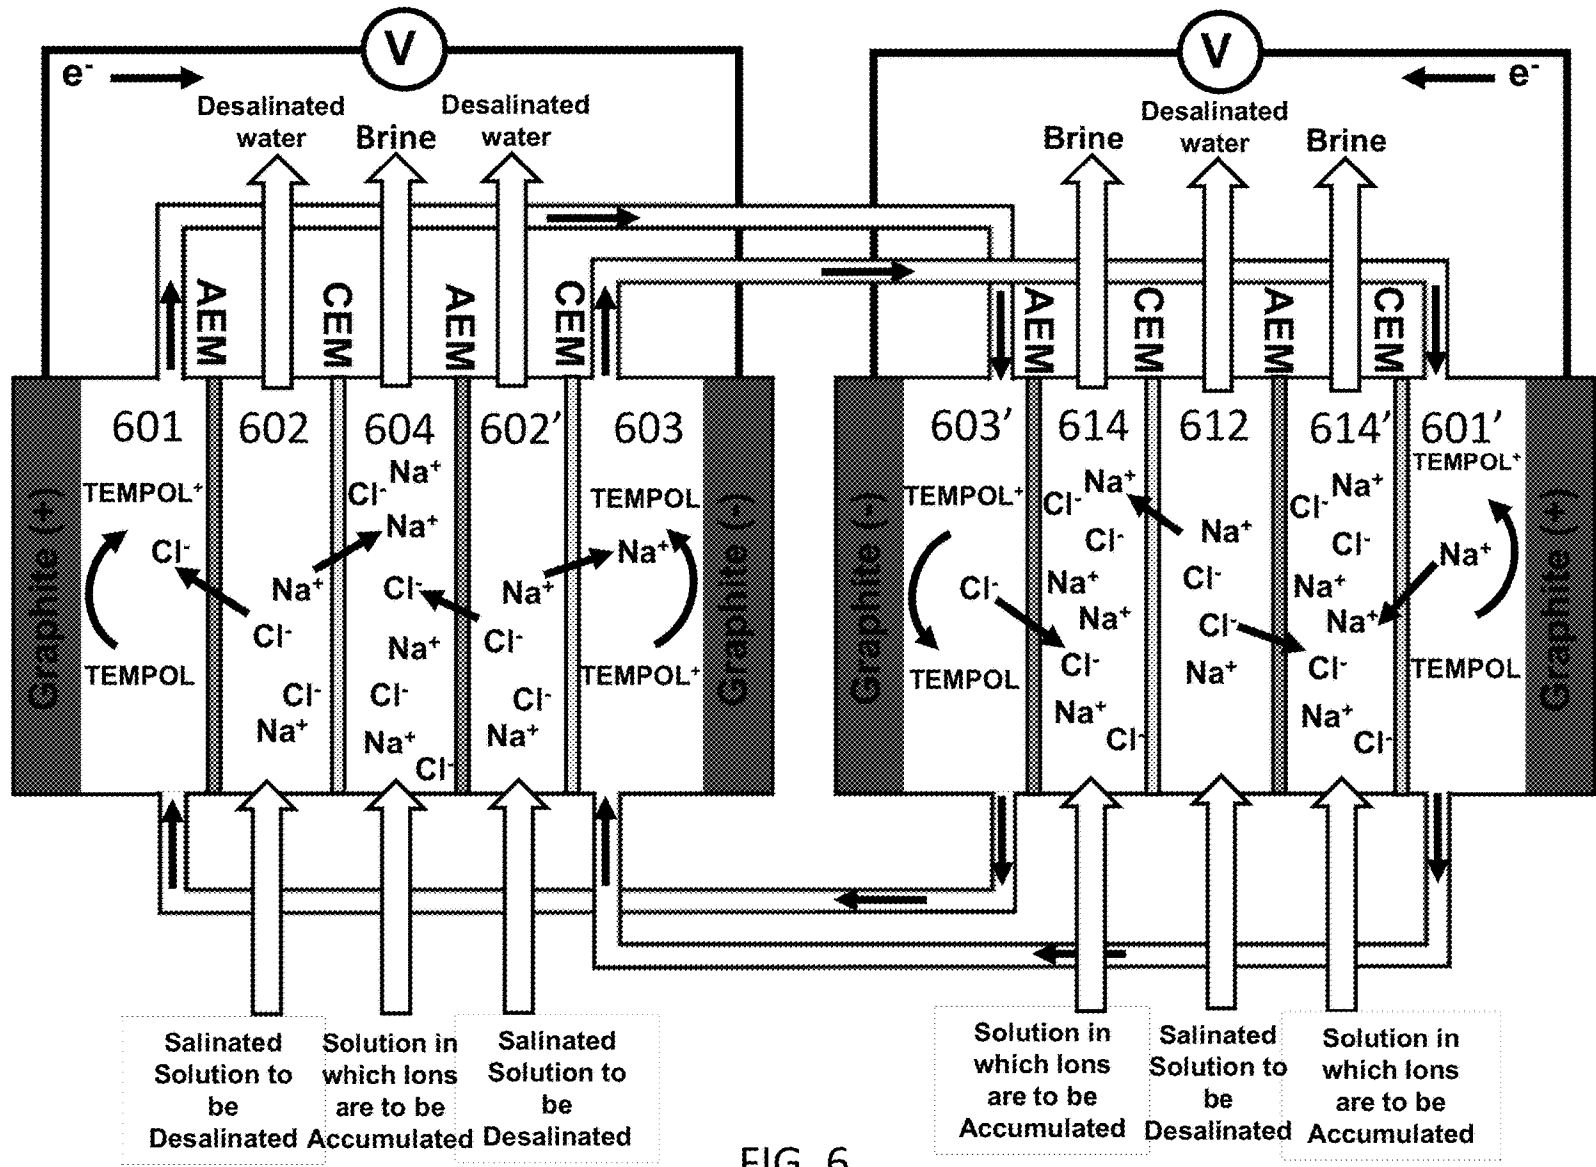 V
V
e⁻
e⁻
Desalinated
water
Brine
Desalinated
water
Brine
Desalinated
water
Brine
AEM
CEM
AEM
CEM
AEM
CEM
AEM
CEM
601
602
604
602'
603
603'
614
612
614'
601'
Graphite (+)
TEMPOL⁺
Cl⁻
TEMPOL
Na⁺
Cl⁻
Cl⁻
Na⁺
Na⁺
Cl⁻
Na⁺
Cl⁻
Na⁺
Cl⁻
Na⁺
Cl⁻
Na⁺
Cl⁻
Cl⁻
Na⁺
TEMPOL
Na⁺
TEMPOL⁺
Graphite (-)
Graphite (-)
TEMPOL⁺
Cl⁻
TEMPOL
Na⁺
Cl⁻
Cl⁻
Na⁺
Na⁺
Cl⁻
Na⁺
Cl⁻
Na⁺
Cl⁻
Cl⁻
Na⁺
Na⁺
Cl⁻
Cl⁻
Na⁺
Na⁺
Cl⁻
Na⁺
Cl⁻
TEMPOL⁺
Na⁺
TEMPOL
Graphite (+)
Salinated
Solution to
be
Desalinated
Solution in
which Ions
are to be
Accumulated
Salinated
Solution to
be
Desalinated
Solution in
which Ions
are to be
Accumulated
Salinated
Solution to
be
Desalinated
Solution in
which Ions
are to be
Accumulated
FIG. 6